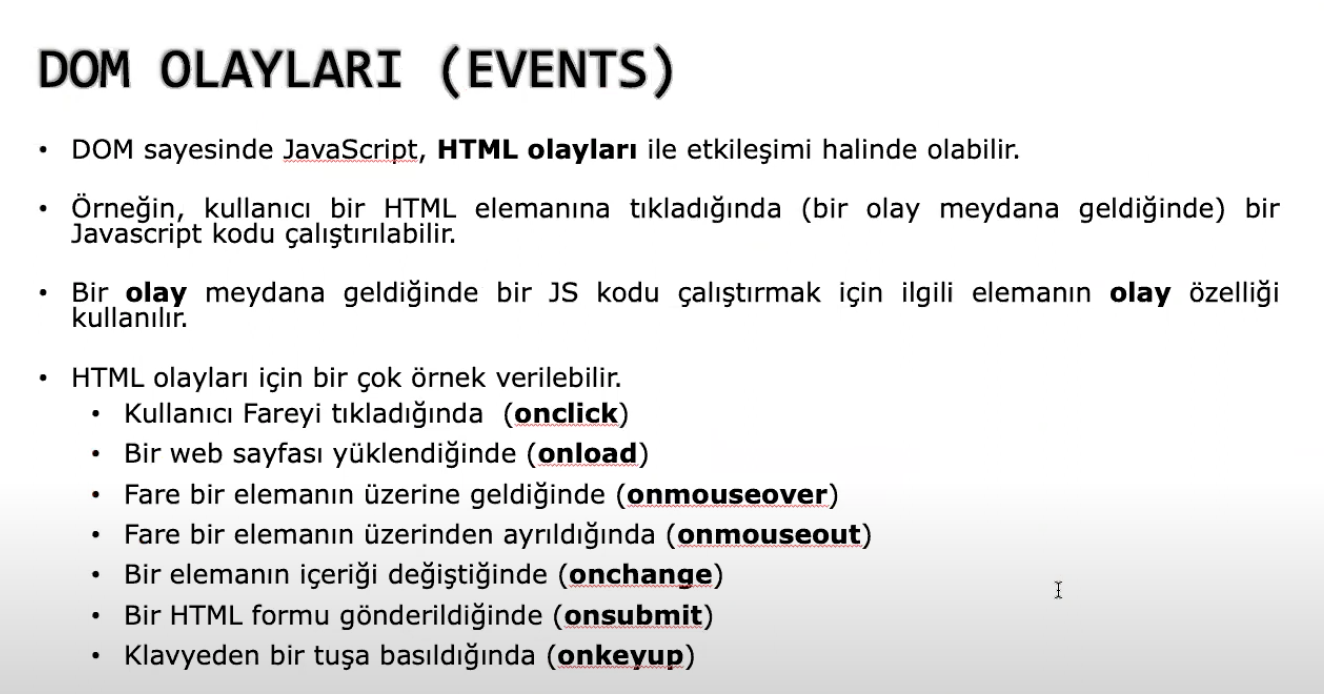 DOM OLAYLARI (EVENTS)
• DOM sayesinde JavaScript, HTML olayları ile etkileşimi halinde olabilir.
• Örneğin, kullanıcı bir HTML elemanına tıkladığında (bir olay meydana geldiğinde) bir
Javascript kodu çalıştırılabilir.
• Bir olay meydana geldiğinde bir JS kodu çalıştırmak için ilgili elemanın olay özelliği
kullanılır.
• HTML olayları için bir çok örnek verilebilir.
• Kullanıcı Fareyi tıkladığında (onclick)
• Bir web sayfası yüklendiğinde (onload)
• Fare bir elemanın üzerine geldiğinde (onmouseover)
• Fare bir elemanın üzerinden ayrıldığında (onmouseout)
• Bir elemanın içeriği değiştiğinde (onchange)
• Bir HTML formu gönderildiğinde (onsubmit)
• Klavyeden bir tuşa basıldığında (onkeyup)